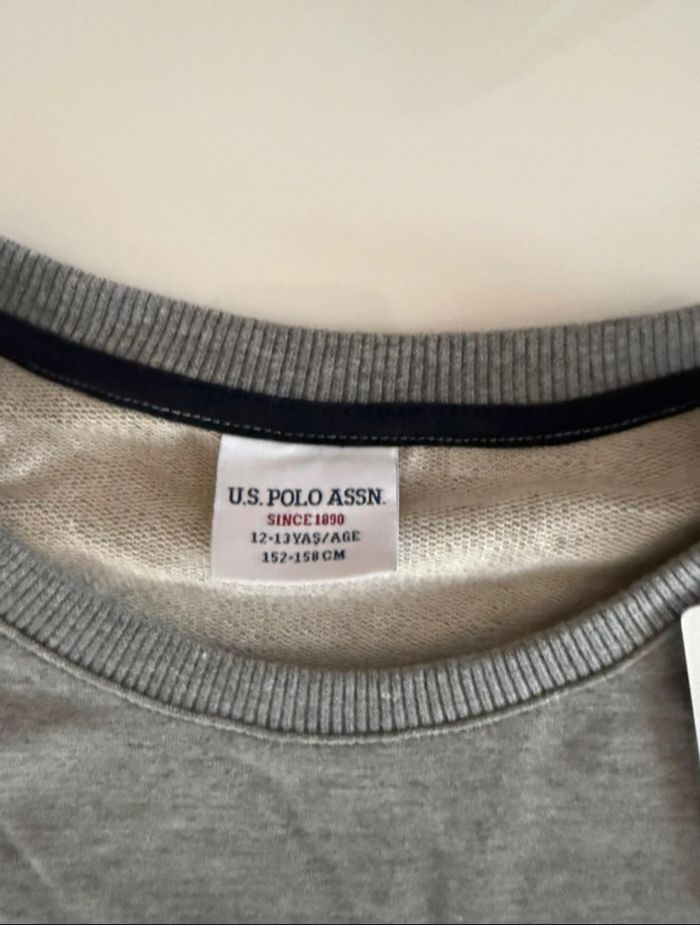 U.S. POLO ASSN.
SINCE 1890
12-13 YAŞ/AGE
152-158 CM